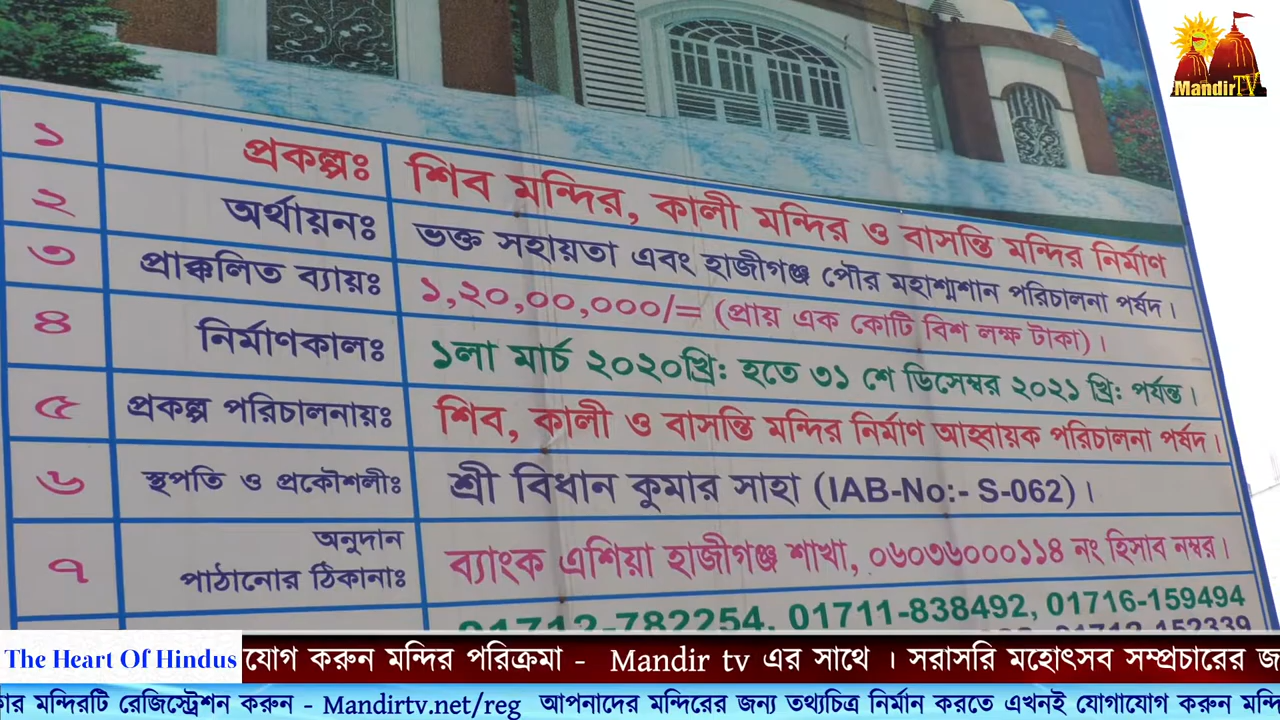 Mandir TV
১ প্রকল্পঃ শিব মন্দির, কালী মন্দির ও বাসন্তি মন্দির নির্মাণ
২ অর্থায়নঃ ভক্ত সহায়তা এবং হাজীগঞ্জ পৌর মহাশ্মশান পরিচালনা পর্ষদ।
৩ প্রাক্কলিত ব্যায়ঃ ১,২০,০০,০০০/= (প্রায় এক কোটি বিশ লক্ষ টাকা)।
৪ নির্মাণকালঃ ১লা মার্চ ২০২০খ্রি: হতে ৩১ শে ডিসেম্বর ২০২১ খ্রি: পর্যন্ত।
৫ প্রকল্প পরিচালনায়ঃ শিব, কালী ও বাসন্তি মন্দির নির্মাণ আহ্বায়ক পরিচালনা পর্ষদ।
৬ স্থপতি ও প্রকৌশলীঃ শ্রী বিধান কুমার সাহা (IAB-No:- S-062)।
৭ অনুদান
পাঠানোর ঠিকানাঃ ব্যাংক এশিয়া হাজীগঞ্জ শাখা, ০৬০৩৬০০০১১৪ নং হিসাব নম্বর।
01712-782254, 01711-838492, 01716-159494
01712-152339
The Heart Of Hindus যোগ করুন মন্দির পরিক্রমা - Mandir tv এর সাথে । সরাসরি মহোৎসব সম্প্রচারের জ
কার মন্দিরটি রেজিস্ট্রেশন করুন - Mandirtv.net/reg আপনাদের মন্দিরের জন্য তথ্যচিত্র নির্মান করতে এখনই যোগাযোগ করুন মন্দি